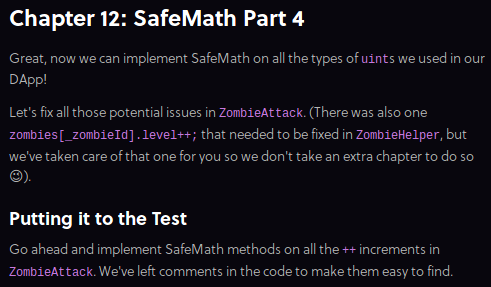 Chapter 12: SafeMath Part 4
Great, now we can implement SafeMath on all the types of uints we used in our
DApp!
Let's fix all those potential issues in ZombieAttack. (There was also one
zombies[_zombieId].level++; that needed to be fixed in ZombieHelper, but
we've taken care of that one for you so we don't take an extra chapter to do so
😉).
Putting it to the Test
Go ahead and implement SafeMath methods on all the ++ increments in
ZombieAttack. We've left comments in the code to make them easy to find.